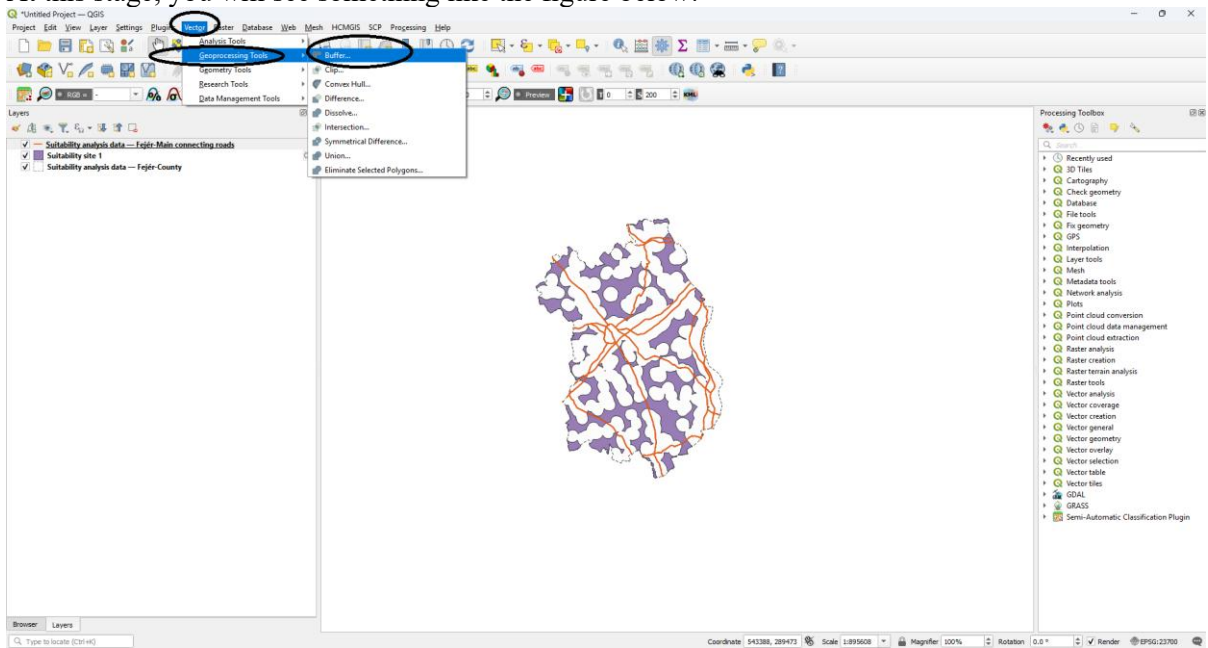 At this stage, you will see something like the figure below.
*Untitled Project — QGIS
Project Edit View Layer Settings Plugins Vector Raster Database Web Mesh HCMGIS SCP Processing Help
Analysis Tools
Geoprocessing Tools
Geometry Tools
Research Tools
Data Management Tools
Buffer...
Clip...
Convex Hull...
Difference...
Dissolve...
Intersection...
Symmetrical Difference...
Union...
Eliminate Selected Polygons...
RGB = -
Preview T 0 S 200 KML
Layers
Suitability analysis data — Fejér-Main connecting roads
Suitability site 1
Suitability analysis data — Fejér-County
Processing Toolbox
Search...
Recently used
3D Tiles
Cartography
Check geometry
Database
File tools
Fix geometry
GPS
Interpolation
Layer tools
Mesh
Metadata tools
Network analysis
Plots
Point cloud conversion
Point cloud data management
Point cloud extraction
Raster analysis
Raster creation
Raster terrain analysis
Raster tools
Vector analysis
Vector coverage
Vector creation
Vector general
Vector geometry
Vector overlay
Vector selection
Vector table
Vector tiles
GDAL
GRASS
Semi-Automatic Classification Plugin
Browser Layers
Type to locate (Ctrl+K)
Coordinate 543388, 289473 Scale 1:895608 Magnifier 100% Rotation 0.0 ° Render EPSG:23700